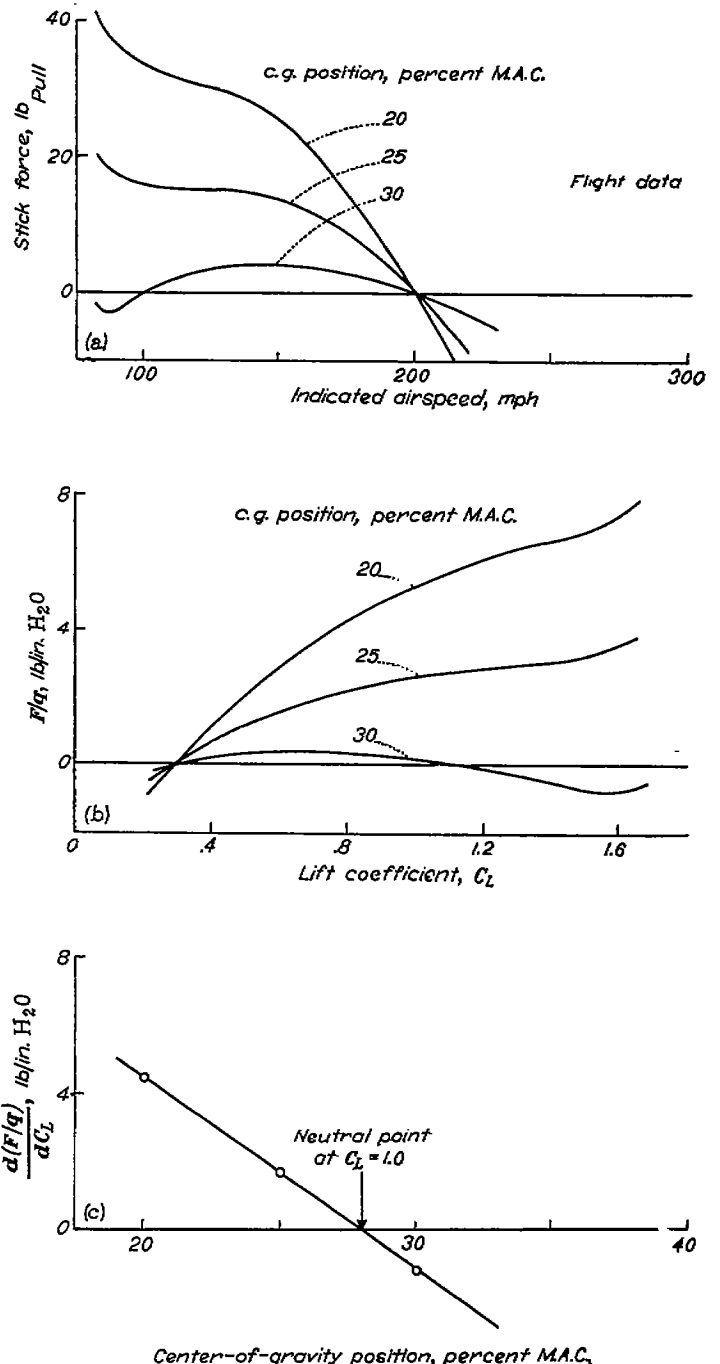 40
c.g. position, percent M.A.C.
Stick force, lb Pull
20
20
25
30
Flight data
0
(a)
100
200
300
Indicated airspeed, mph
8
c.g. position, percent M.A.C.
F/q, lb/in. H₂O
20
4
25
30
0
(b)
0
.4
.8
1.2
1.6
Lift coefficient, C_L
8
d(F/q)/dC_L, lb/in. H₂O
4
Neutral point
at C_L = 1.0
0
(c)
20
30
40
Center-of-gravity position, percent M.A.C.